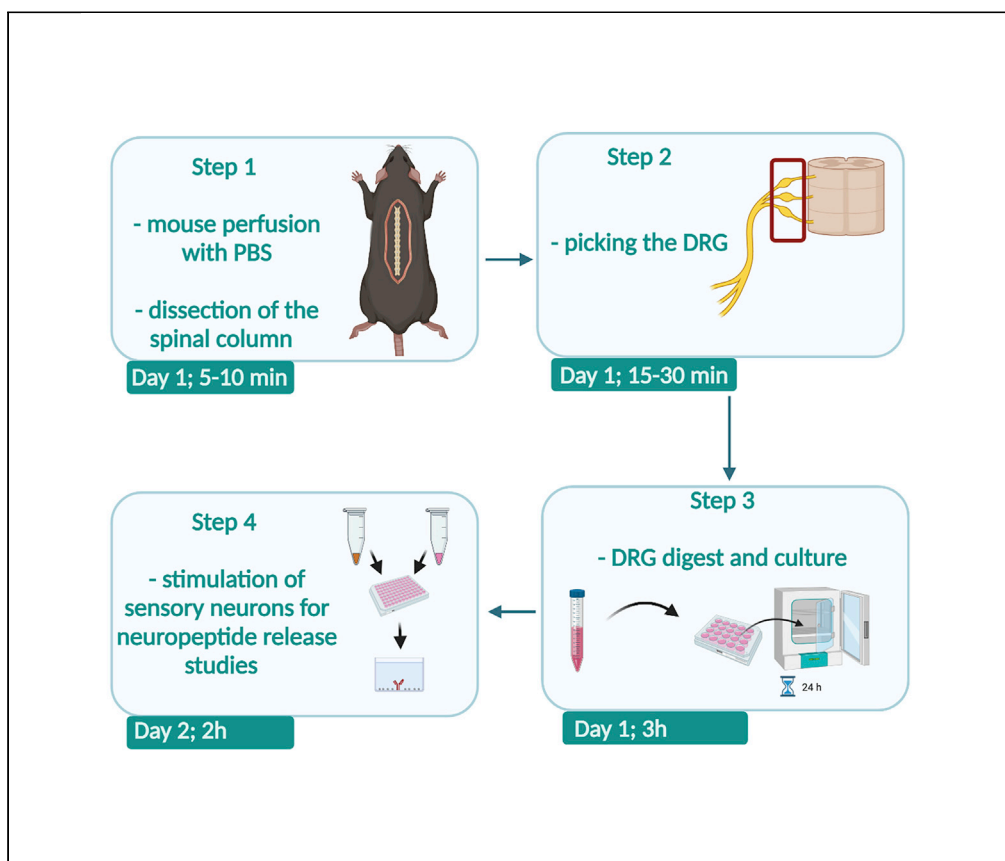 Step 1
- mouse perfusion
with PBS
- dissection of the
spinal column
Day 1; 5-10 min
Step 2
- picking the DRG
Day 1; 15-30 min
Step 3
- DRG digest and culture
24 h
Day 1; 3h
Step 4
- stimulation of
sensory neurons for
neuropeptide release
studies
Day 2; 2h